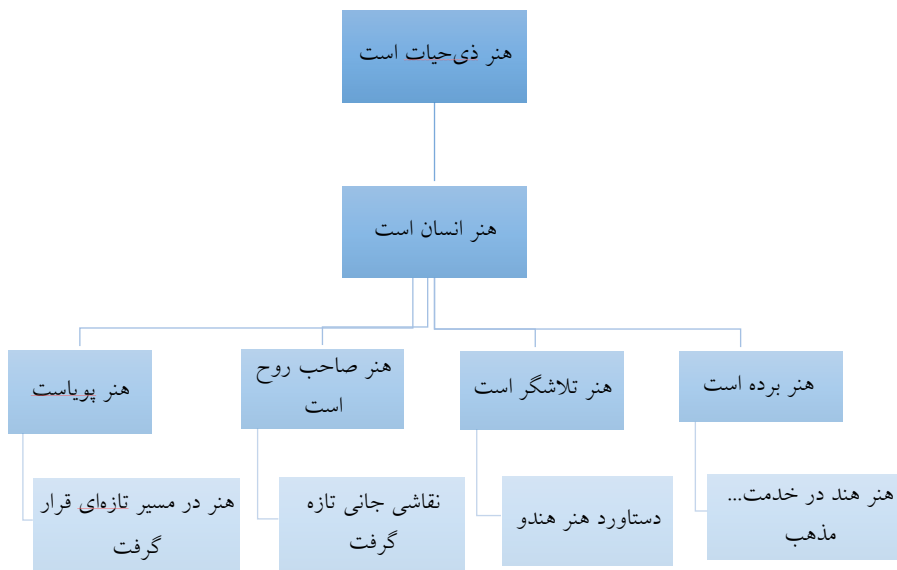 هنر ذی‌حیات است
هنر انسان است
هنر برده است
هنر تلاشگر است
هنر صاحب روح
است
هنر پویاست
هنر هند در خدمت...
مذهب
دستاورد هنر هندو
نقاشی جانی تازه
گرفت
هنر در مسیر تازه‌ای قرار
گرفت